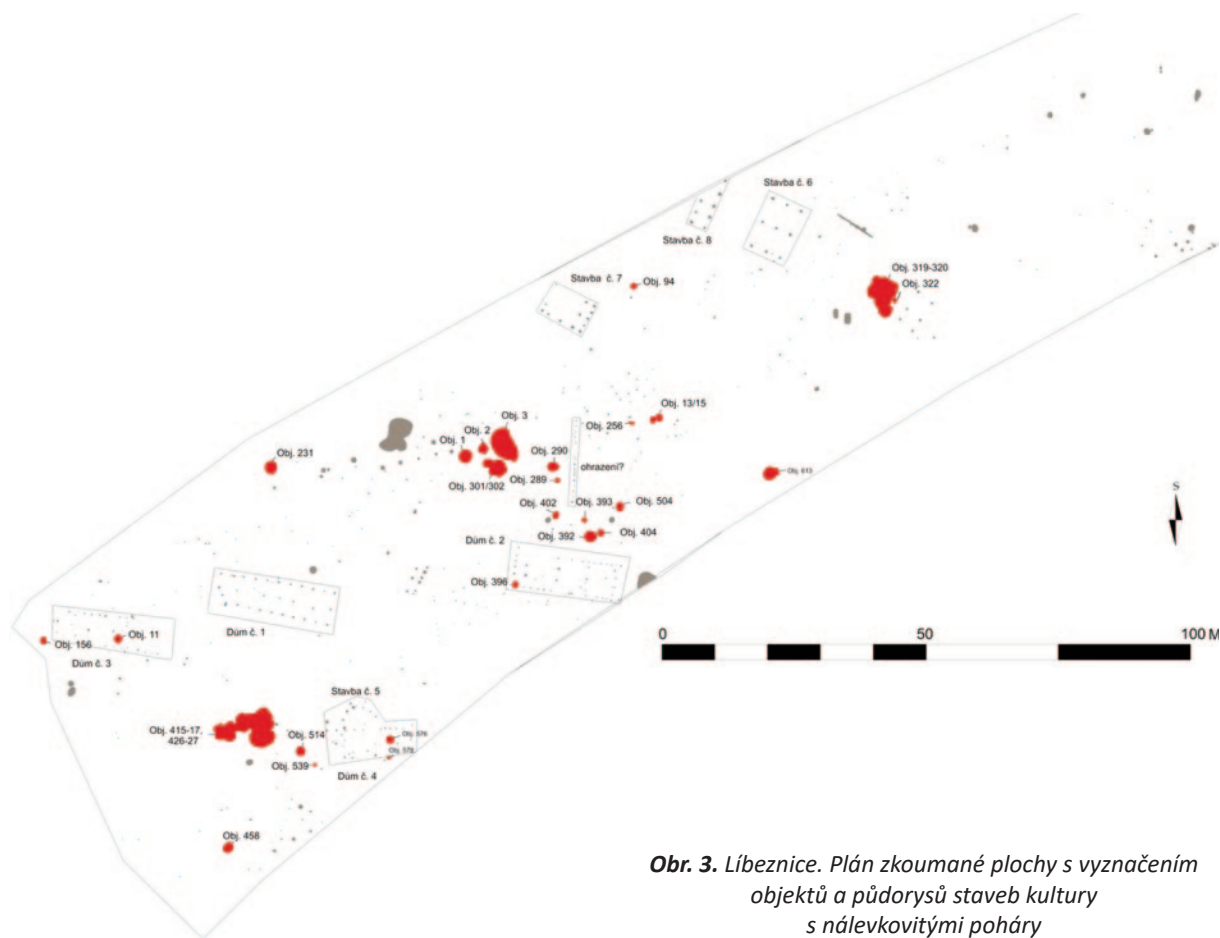 Stavba č. 6
Stavba č. 8
Obj. 319-320
Obj. 322
Stavba č. 7
Obj. 94
Obj. 3
Obj. 2
Obj. 1
Obj. 256
Obj. 13/15
Obj. 231
Obj. 290
ohrazení?
Obj. 301/302
Obj. 289
Obj. 613
Obj. 402
Obj. 393
Obj. 504
S
Dům č. 2
Obj. 392
Obj. 404
Obj. 396
Dům č. 1
Obj. 156
Obj. 11
Dům č. 3
0 50 100 M
Stavba č. 5
Obj. 415-17,
426-27
Obj. 514
Obj. 576
Obj. 539
Dům č. 4
Obj. 458
Obr. 3. Líbeznice. Plán zkoumané plochy s vyznačením
objektů a půdorysů staveb kultury
s nálevkovitými poháry